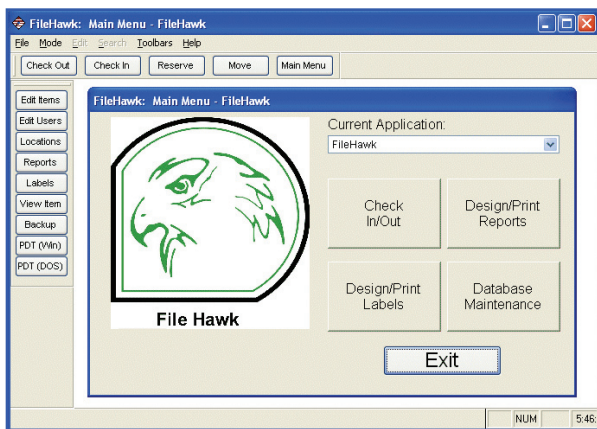 FileHawk: Main Menu - FileHawk
File Mode Edit Search Toolbars Help
Check Out Check In Reserve Move Main Menu
Edit Items
Edit Users
Locations
Reports
Labels
View Item
Backup
PDT (Win)
PDT (DOS)
FileHawk: Main Menu - FileHawk
File Hawk
Current Application:
FileHawk
Check
In/Out
Design/Print
Reports
Design/Print
Labels
Database
Maintenance
Exit
NUM 5:46: